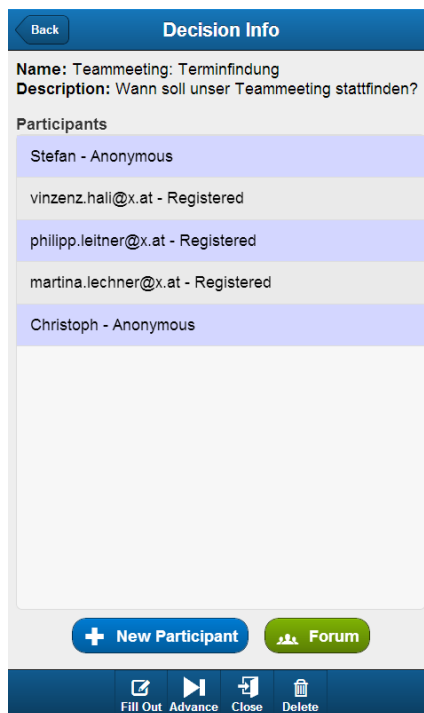 Back
Decision Info
Name: Teammeeting: Terminfindung
Description: Wann soll unser Teammeeting stattfinden?
Participants
Stefan - Anonymous
vinzenz.hali@x.at - Registered
philipp.leitner@x.at - Registered
martina.lechner@x.at - Registered
Christoph - Anonymous
New Participant
Forum
Fill Out
Advance
Close
Delete